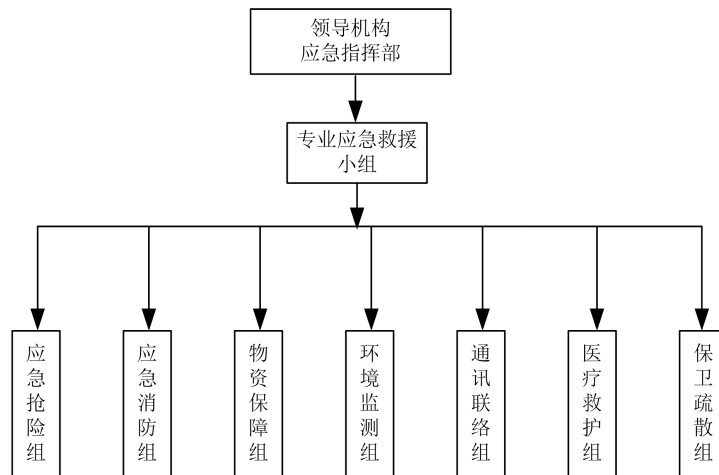 领导机构
应急指挥部
专业应急救援
小组
应急抢险组
应急消防组
物资保障组
环境监测组
通讯联络组
医疗救护组
保卫疏散组